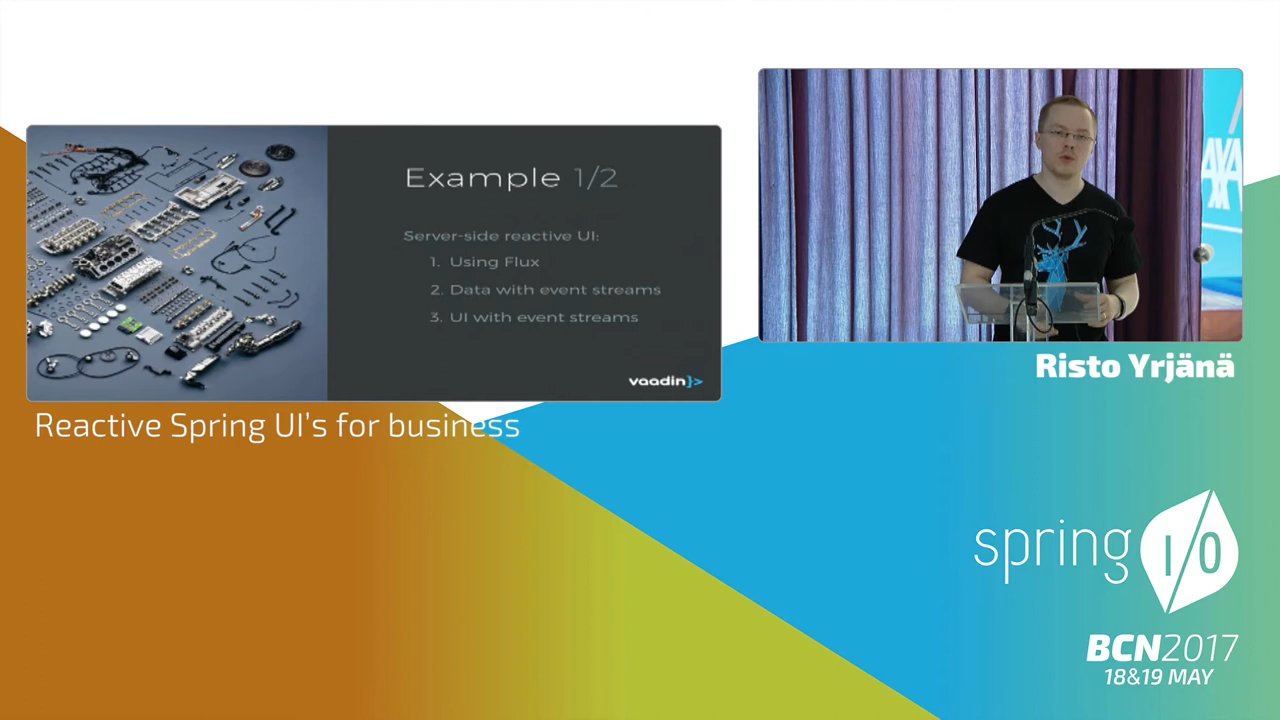 Example 1/2
Server-side reactive UI:
1. Using Flux
2. Data with event streams
3. UI with event streams
vaadin}>
Reactive Spring UI’s for business
Risto Yrjänä
spring I/O
BCN2017
18&19 MAY